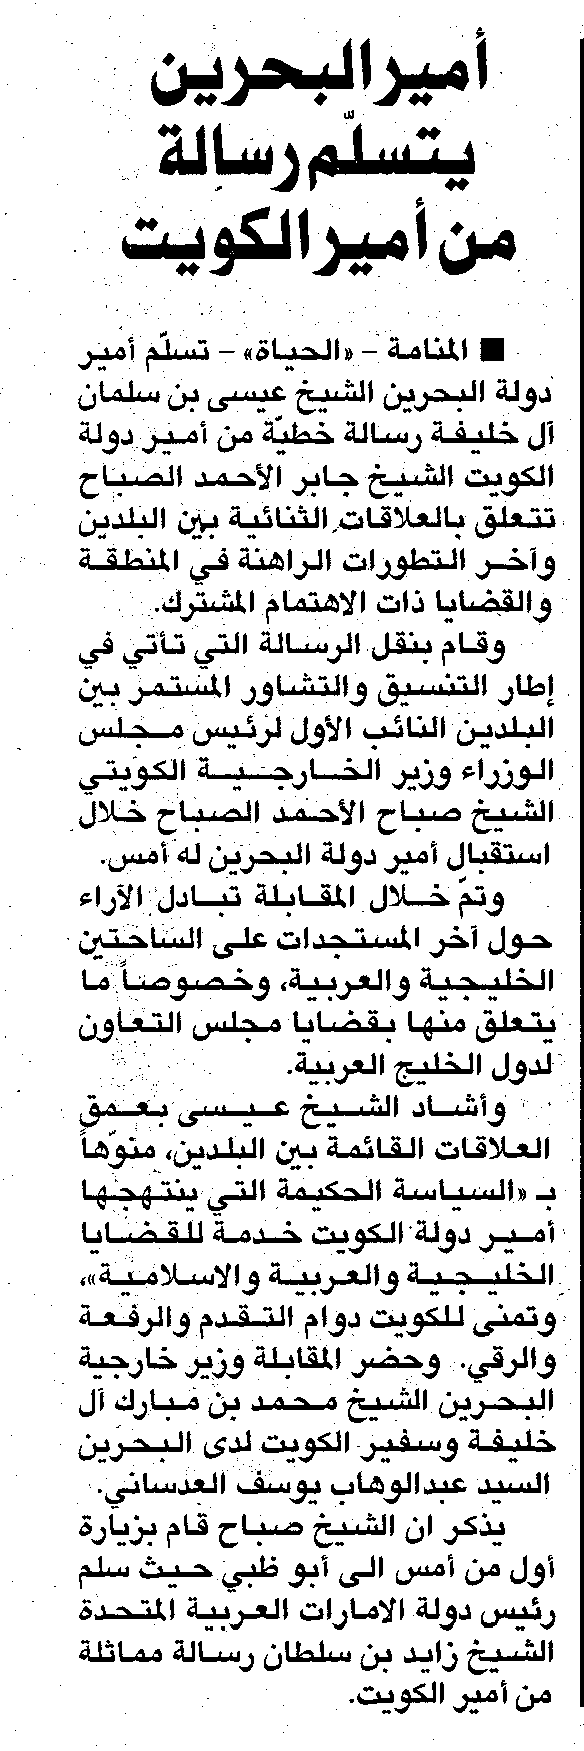 أمير البحرين
يتسلّم رسالة
من أمير الكويت
■ المنامة - «الحياة» - تسلّم أمير
دولة البحرين الشيخ عيسى بن سلمان
آل خليفة رسالة خطيّة من أمير دولة
الكويت الشيخ جابر الأحمد الصباح
تتعلق بالعلاقات الثنائية بين البلدين
وآخر التطورات الراهنة في المنطقة
والقضايا ذات الاهتمام المشترك.
وقام بنقل الرسالة التي تأتي في
إطار التنسيق والتشاور المستمر بين
البلدين النائب الأول لرئيس مجلس
الوزراء وزير الخارجية الكويتي
الشيخ صباح الأحمد الصباح خلال
استقبال أمير دولة البحرين له أمس.
وتمّ خلال المقابلة تبادل الآراء
حول آخر المستجدات على الساحتين
الخليجية والعربية، وخصوصاً ما
يتعلق منها بقضايا مجلس التعاون
لدول الخليج العربية.
وأشاد الشيخ عيسى بعمق
العلاقات القائمة بين البلدين، منوّهاً
بـ «السياسة الحكيمة التي ينتهجها
أمير دولة الكويت خدمة للقضايا
الخليجية والعربية والاسلامية»،
وتمنى للكويت دوام التقدم والرفعة
والرقي. وحضر المقابلة وزير خارجية
البحرين الشيخ محمد بن مبارك آل
خليفة وسفير الكويت لدى البحرين
السيد عبدالوهاب يوسف العدساني.
يذكر ان الشيخ صباح قام بزيارة
أول من أمس الى أبو ظبي حيث سلم
رئيس دولة الامارات العربية المتحدة
الشيخ زايد بن سلطان رسالة مماثلة
من أمير الكويت.